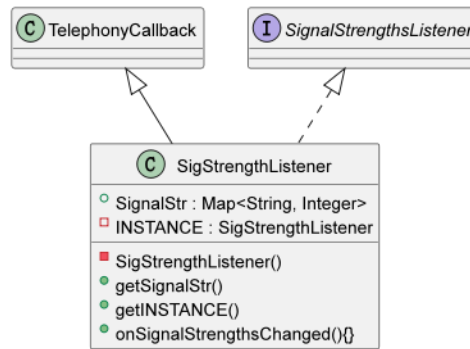 C TelephonyCallback
I SignalStrengthsListener
C SigStrengthListener
SignalStr : Map<String, Integer>
INSTANCE : SigStrengthListener
SigStrengthListener()
getSignalStr()
getINSTANCE()
onSignalStrengthsChanged(){}